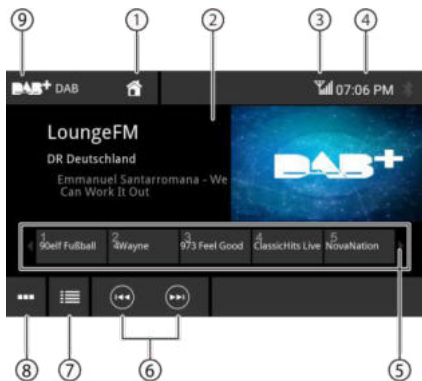 9 1 2 3 4
DAB+ DAB 07:06 PM
LoungeFM
DR Deutschland
Emmanuel Santarromana - We
Can Work It Out
DAB+
1 2 3 4 5
90elf Fußball 4Wayne 973 Feel Good ClassicHits Live NovaNation
8 7 6 5